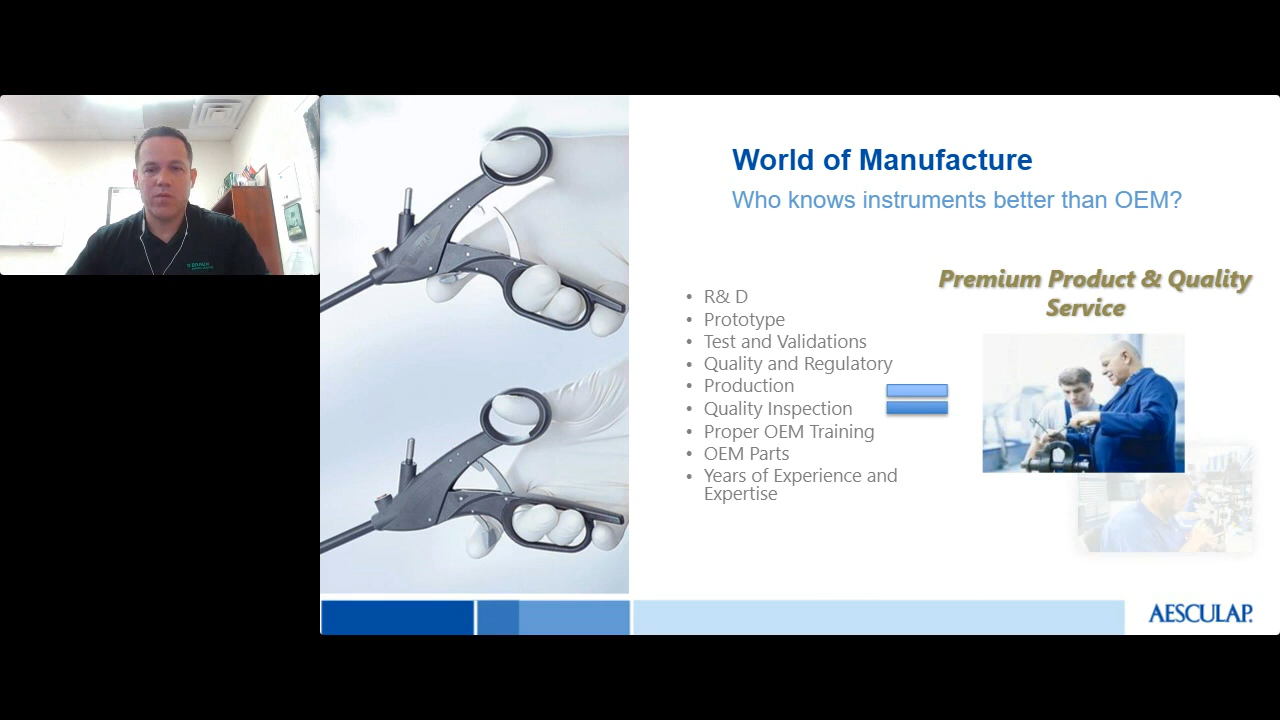 World of Manufacture
Who knows instruments better than OEM?
Premium Product & Quality
Service
• R& D
• Prototype
• Test and Validations
• Quality and Regulatory
• Production
• Quality Inspection
• Proper OEM Training
• OEM Parts
• Years of Experience and
Expertise
AESCULAP.
B BRAUN